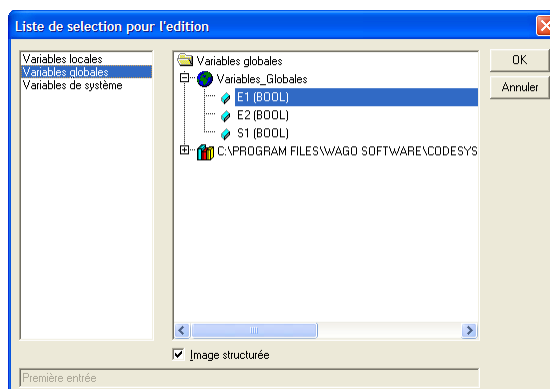 Liste de selection pour l'edition
Variables locales
Variables globales
Variables de système
Variables globales
Variables_Globales
E1 (BOOL)
E2 (BOOL)
S1 (BOOL)
C:\PROGRAM FILES\WAGO SOFTWARE\CODESYS
OK
Annuler
Image structurée
Première entrée